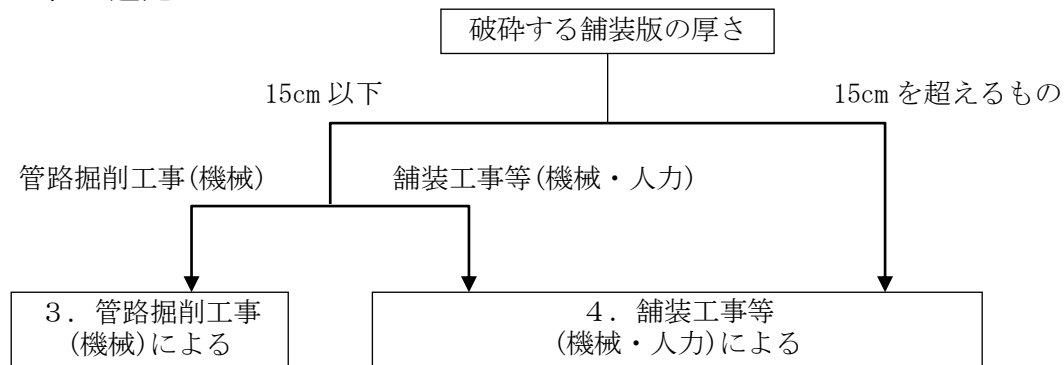 破砕する舗装版の厚さ
15cm 以下
15cm を超えるもの
管路掘削工事(機械)
舗装工事等(機械・人力)
３．管路掘削工事
(機械)による
４．舗装工事等
(機械・人力)による